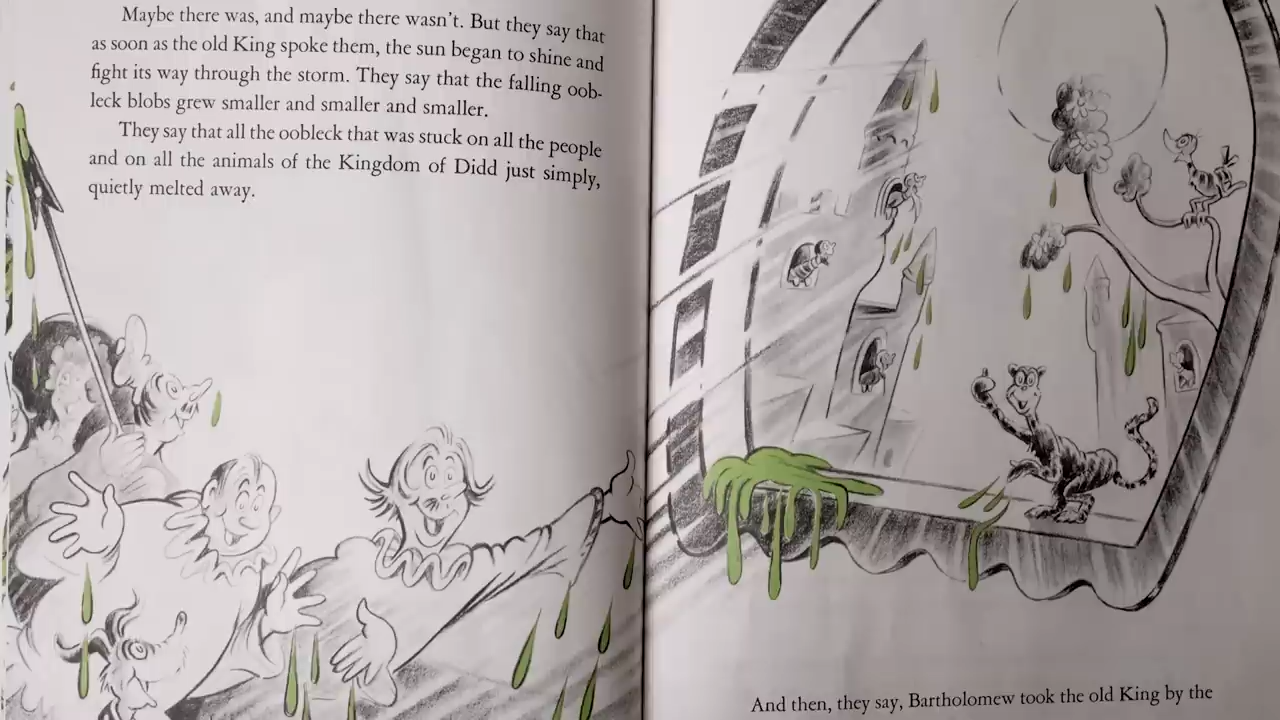 Maybe there was, and maybe there wasn't. But they say that
as soon as the old King spoke them, the sun began to shine and
fight its way through the storm. They say that the falling oob-
leck blobs grew smaller and smaller and smaller.
They say that all the oobleck that was stuck on all the people
and on all the animals of the Kingdom of Didd just simply,
quietly melted away.
And then, they say, Bartholomew took the old King by the